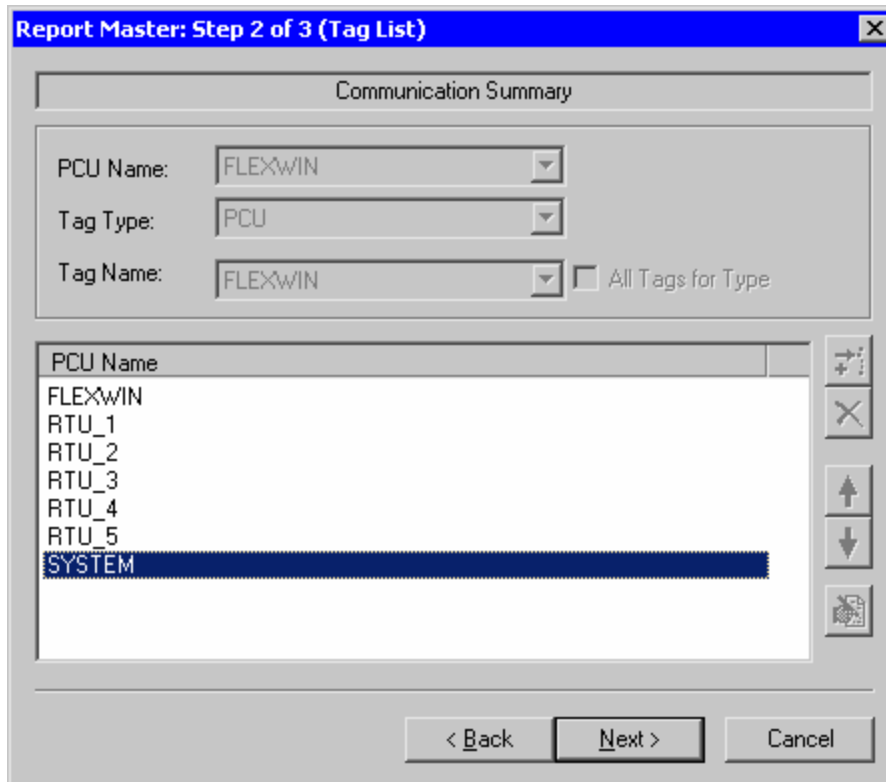 Report Master: Step 2 of 3 (Tag List)
Communication Summary
PCU Name: FLEXWIN
Tag Type: PCU
Tag Name: FLEXWIN All Tags for Type
PCU Name
FLEXWIN
RTU_1
RTU_2
RTU_3
RTU_4
RTU_5
SYSTEM
< Back Next > Cancel